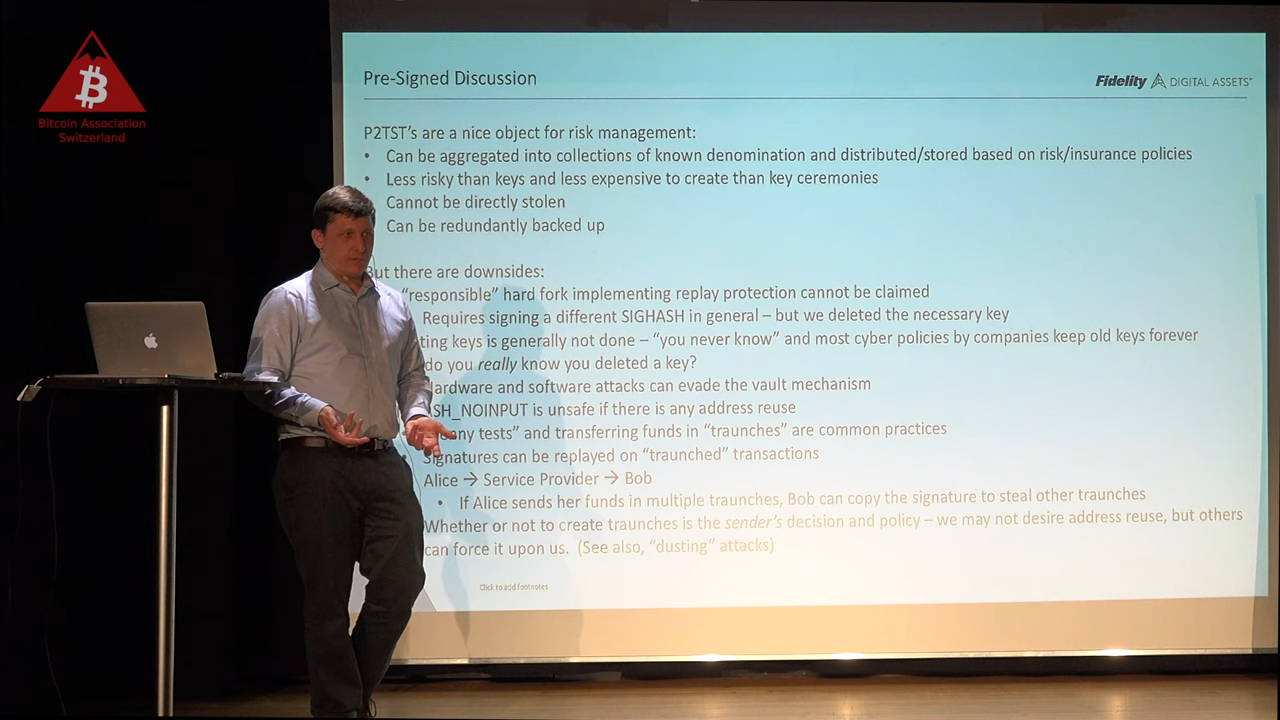 Bitcoin Association
Switzerland
Pre-Signed Discussion
Fidelity DIGITAL ASSETS
P2TST's are a nice object for risk management:
• Can be aggregated into collections of known denomination and distributed/stored based on risk/insurance policies
• Less risky than keys and less expensive to create than key ceremonies
Cannot be directly stolen
Can be redundantly backed up
But there are downsides:
"responsible" hard fork implementing replay protection cannot be claimed
Requires signing a different SIGHASH in general – but we deleted the necessary key
keys is generally not done – "you never know" and most cyber policies by companies keep old keys forever
do you really know you deleted a key?
Hardware and software attacks can evade the vault mechanism
is unsafe if there is any address reuse
tests" and transferring funds in "traunches" are common practices
Signatures can be replayed on "traunched" transactions
Alice → Service Provider → Bob
• If Alice sends her funds in multiple traunches, Bob can copy the signature to steal other traunches
Whether or not to create traunches is the sender's decision and policy – we may not desire address reuse, but others
can force it upon us. (See also, "dusting" attacks)
Click to add footnotes